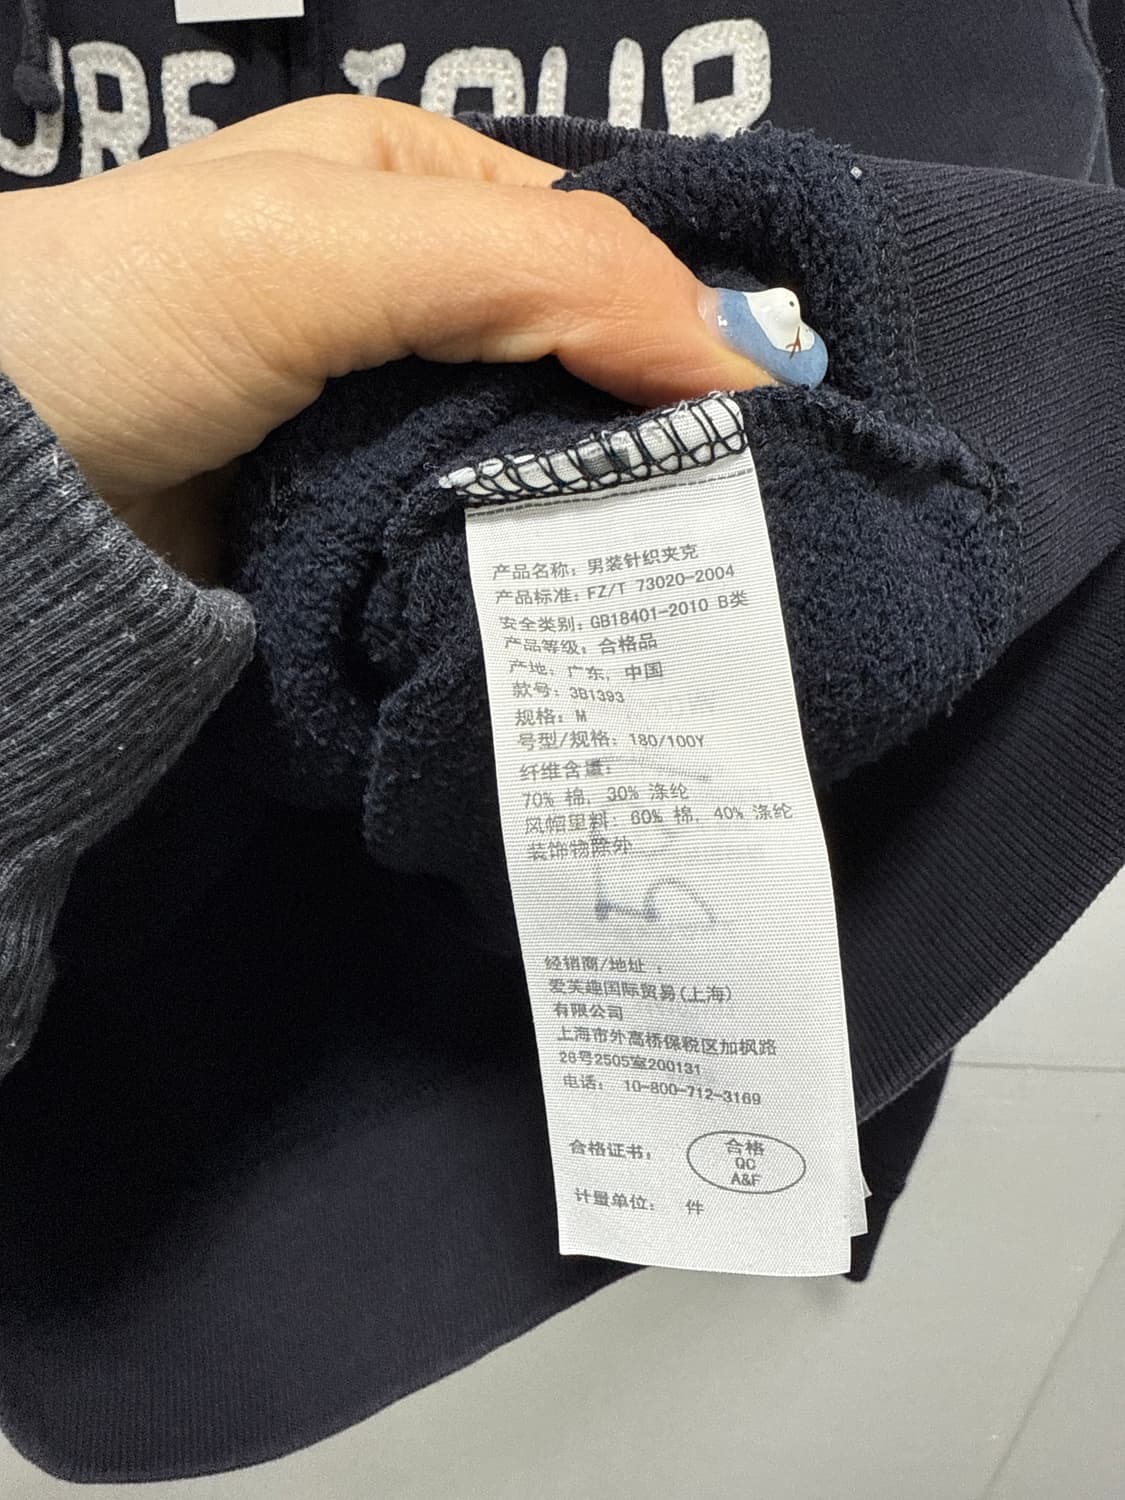 URE TOUR
产品名称：男装针织夹克
产品标准：FZ/T 73020-2004
安全类别：GB18401-2010 B类
产品等级：合格品
产地：广东，中国
款号：3B1393
规格：M
号型/规格：180/100Y
纤维含量：
70% 棉，30% 涤纶
风帽里料：60% 棉，40% 涤纶
装饰物除外
经销商/地址：
爱芙趣国际贸易(上海)
有限公司
上海市外高桥保税区加枫路
26号2505室200131
电话：10-800-712-3169
合格证书：
合格
QC
A&F
计量单位：件